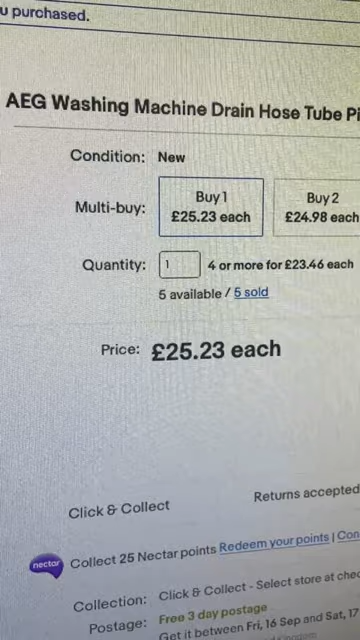 u purchased.
AEG Washing Machine Drain Hose Tube Pi
Condition: New
Multi-buy:
Buy 1
£25.23 each
Buy 2
£24.98 each
Quantity: 1 4 or more for £23.46 each
5 available / 5 sold
Price: £25.23 each
Click & Collect Returns accepted
nectar Collect 25 Nectar points Redeem your points | Con
Collection: Click & Collect - Select store at chec
Postage: Free 3 day postage
Get it between Fri, 16 Sep and Sat, 17